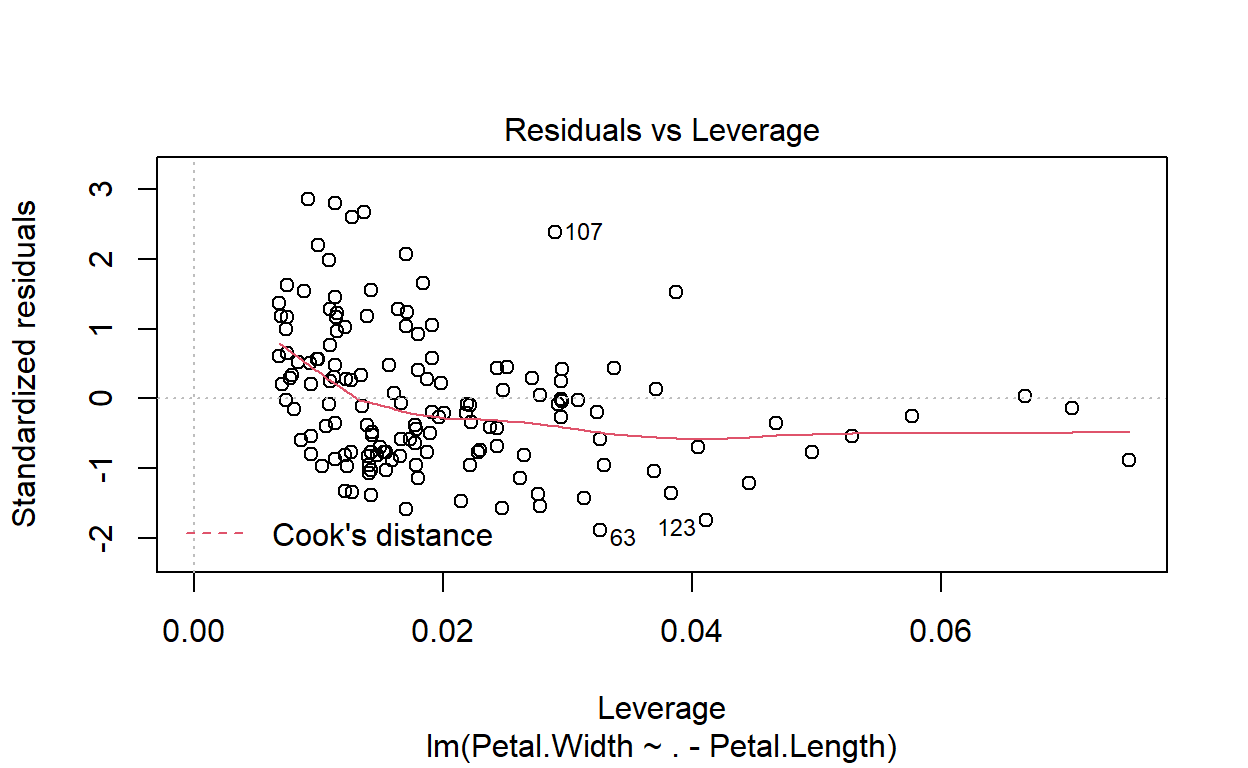 Residuals vs Leverage
Standardized residuals
3
2
1
0
-1
-2
107
123
63
Cook's distance
0.00 0.02 0.04 0.06
Leverage
lm(Petal.Width ~ . - Petal.Length)